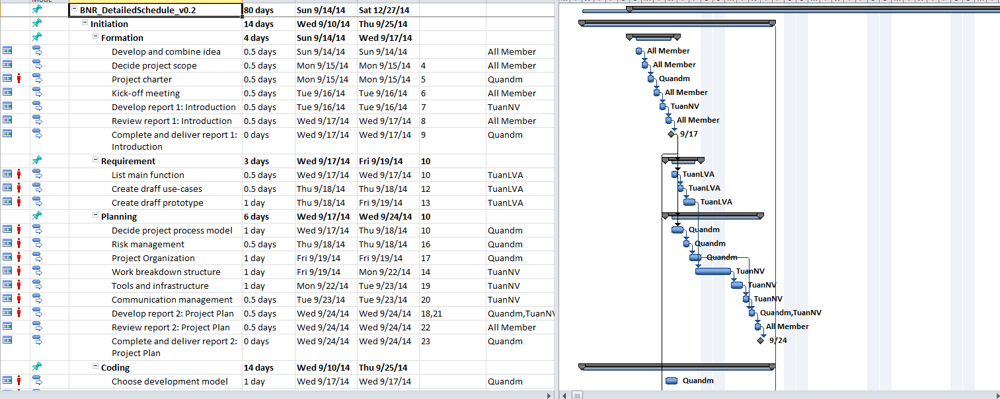 BNR_DetailedSchedule_v0.2 80 days Sun 9/14/14 Sat 12/27/14
Initiation 14 days Wed 9/10/14 Thu 9/25/14
Formation 4 days Sun 9/14/14 Wed 9/17/14
Develop and combine idea 0.5 days Sun 9/14/14 Sun 9/14/14 All Member All Member
Decide project scope 0.5 days Mon 9/15/14 Mon 9/15/14 4 All Member All Member
Project charter 0.5 days Mon 9/15/14 Mon 9/15/14 5 Quandm Quandm
Kick-off meeting 0.5 days Tue 9/16/14 Tue 9/16/14 6 All Member All Member
Develop report 1: Introduction 0.5 days Tue 9/16/14 Tue 9/16/14 7 TuanNV TuanNV
Review report 1: Introduction 0.5 days Wed 9/17/14 Wed 9/17/14 8 All Member All Member
Complete and deliver report 1: 0 days Wed 9/17/14 Wed 9/17/14 9 Quandm 9/17
Introduction
Requirement 3 days Wed 9/17/14 Fri 9/19/14 10
List main function 0.5 days Wed 9/17/14 Wed 9/17/14 10 TuanLVA TuanLVA
Create draff use-cases 0.5 days Thu 9/18/14 Thu 9/18/14 12 TuanLVA TuanLVA
Create draff prototype 1 day Thu 9/18/14 Fri 9/19/14 13 TuanLVA TuanLVA
Planning 6 days Wed 9/17/14 Wed 9/24/14 10
Decide project process model 1 day Wed 9/17/14 Thu 9/18/14 10 Quandm Quandm
Risk management 0.5 days Thu 9/18/14 Thu 9/18/14 16 Quandm Quandm
Project Organization 1 day Fri 9/19/14 Fri 9/19/14 17 Quandm Quandm
Work breakdown structure 1 day Fri 9/19/14 Mon 9/22/14 14 TuanNV TuanNV
Tools and infrastructure 1 day Mon 9/22/14 Tue 9/23/14 19 TuanNV TuanNV
Communication management 0.5 days Tue 9/23/14 Tue 9/23/14 20 TuanNV TuanNV
Develop report 2: Project Plan 0.5 days Wed 9/24/14 Wed 9/24/14 18,21 Quandm,TuanNV Quandm,TuanNV
Review report 2: Project Plan 0.5 days Wed 9/24/14 Wed 9/24/14 22 All Member All Member
Complete and deliver report 2: 0 days Wed 9/24/14 Wed 9/24/14 23 Quandm 9/24
Project Plan
Coding 14 days Wed 9/10/14 Thu 9/25/14
Choose development model 1 day Wed 9/17/14 Wed 9/17/14 Quandm Quandm